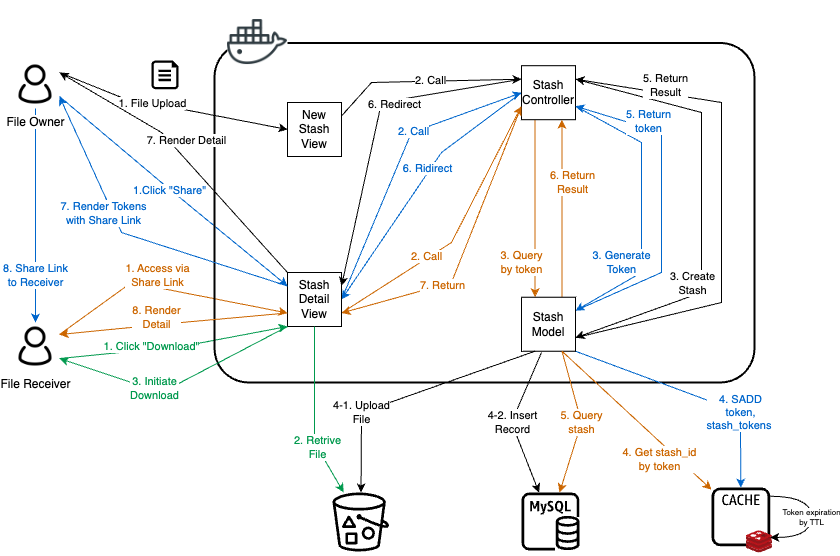 2. Call
5. Return
Result
1. File Upload
6. Redirect
Stash
Controller
File Owner
New
Stash
View
2. Call
5. Return
token
7. Render Detail
6. Ridirect
6. Return
Result
1.Click "Share"
7. Render Tokens
with Share Link
2. Call
3. Query
by token
3. Generate
Token
8. Share Link
to Receiver
1. Access via
Share Link
7. Return
3. Create
Stash
Stash
Detail
View
8. Render
Detail
Stash
Model
1. Click "Download"
File Receiver
3. Initiate
Download
4-1. Upload
File
4-2. Insert
Record
5. Query
stash
4. SADD
token,
stash_tokens
2. Retrive
File
4. Get stash_id
by token
MySQL
CACHE
Token expiration
by TTL